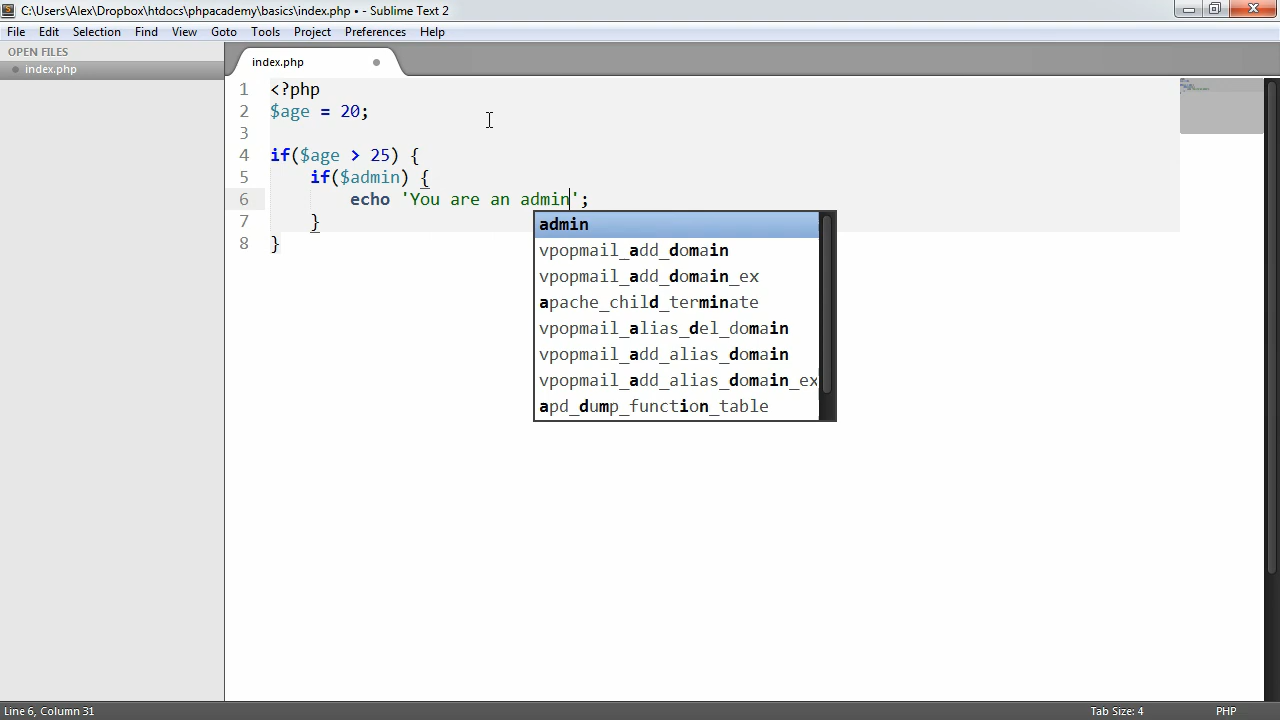 C:\Users\Alex\Dropbox\htdocs\phpacademy\basics\index.php • - Sublime Text 2
File Edit Selection Find View Goto Tools Project Preferences Help
OPEN FILES
index.php
index.php
1 <?php
2 $age = 20;
3
4 if($age > 25) {
5 if($admin) {
6 echo 'You are an admin';
7 }
8 }
admin
vpopmail_add_domain
vpopmail_add_domain_ex
apache_child_terminate
vpopmail_alias_del_domain
vpopmail_add_alias_domain
vpopmail_add_alias_domain_ex
apd_dump_function_table
Line 6, Column 31 Tab Size: 4 PHP